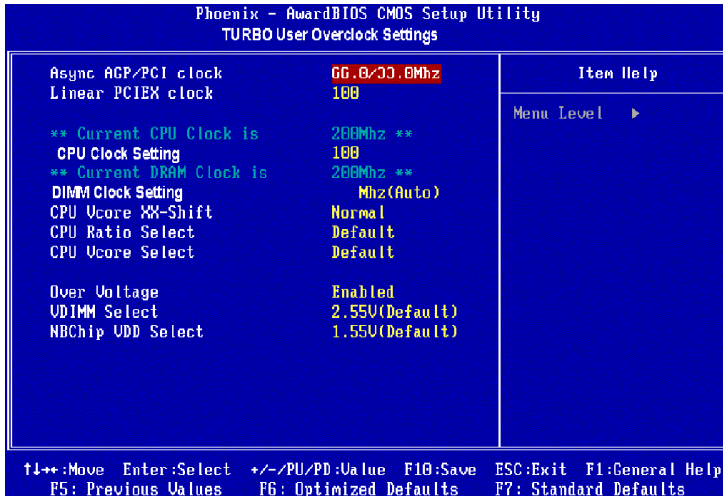 Phoenix - AwardBIOS CMOS Setup Utility
TURBO User Overclock Settings
Async AGP/PCI clock 66.0/33.0Mhz
Item Help
Linear PCIEX clock 100
Menu Level ▶
** Current CPU Clock is 200Mhz **
CPU Clock Setting 100
** Current DRAM Clock is 200Mhz **
DIMM Clock Setting Mhz(Auto)
CPU Vcore XX-Shift Normal
CPU Ratio Select Default
CPU Vcore Select Default
Over Voltage Enabled
VDIMM Select 2.55V(Default)
NBChip VDD Select 1.55V(Default)
↑↓→←:Move Enter:Select +/-/PU/PD:Value F10:Save ESC:Exit F1:General Help
F5: Previous Values F6: Optimized Defaults F7: Standard Defaults